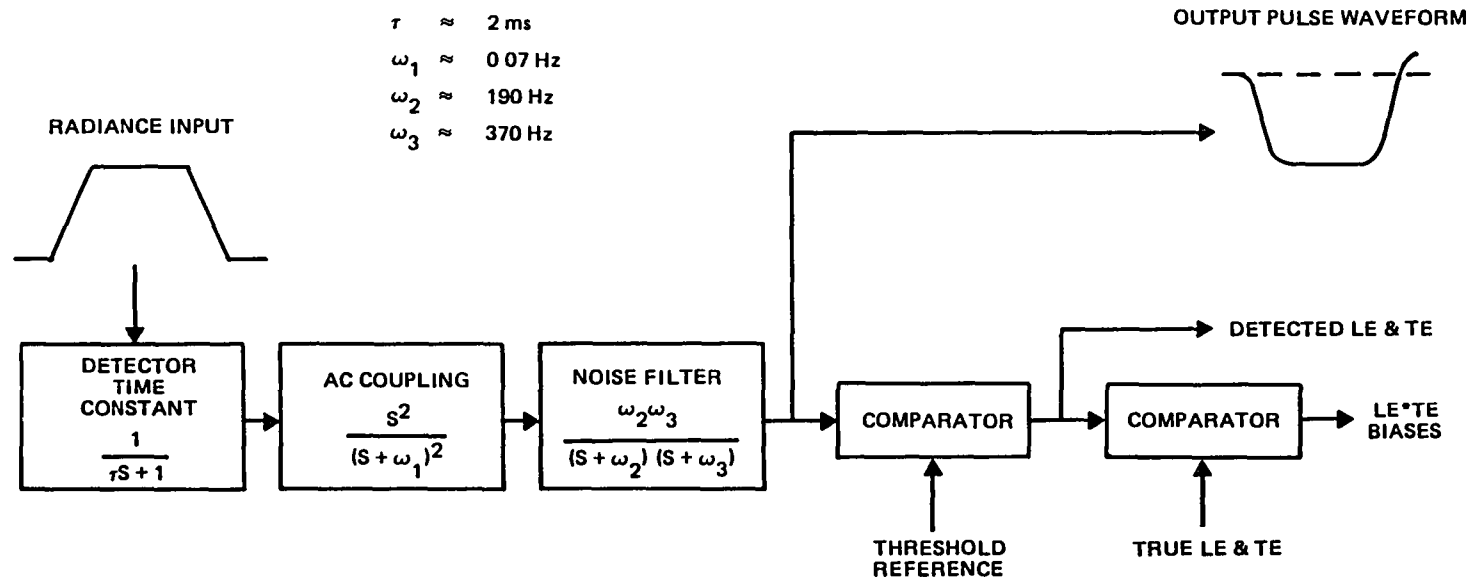 τ ≈ 2 ms
ω1 ≈ 0 07 Hz
ω2 ≈ 190 Hz
ω3 ≈ 370 Hz
OUTPUT PULSE WAVEFORM
RADIANCE INPUT
DETECTOR
TIME
CONSTANT
1
τS + 1
AC COUPLING
S2
(S + ω1)2
NOISE FILTER
ω2ω3
(S + ω2) (S + ω3)
COMPARATOR
COMPARATOR
DETECTED LE & TE
LE*TE
BIASES
THRESHOLD
REFERENCE
TRUE LE & TE